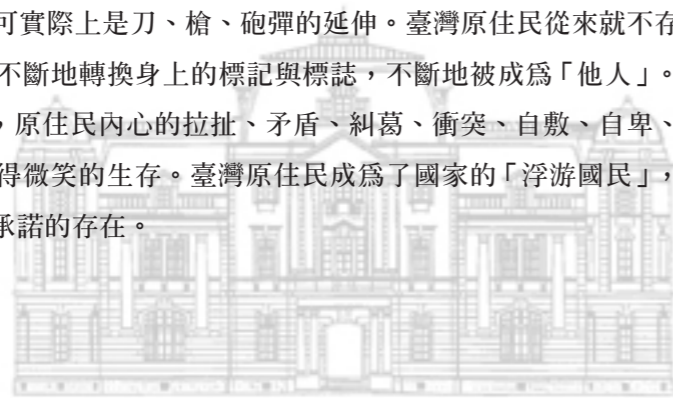 可實際上是刀、槍、砲彈的延伸。臺灣原住民從來就不存
不斷地轉換身上的標記與標誌,不斷地被成爲「他人」。
,原住民內心的拉扯、矛盾、糾葛、衝突、自敷、自卑、
得微笑的生存。臺灣原住民成爲了國家的「浮游國民」,
承諾的存在。